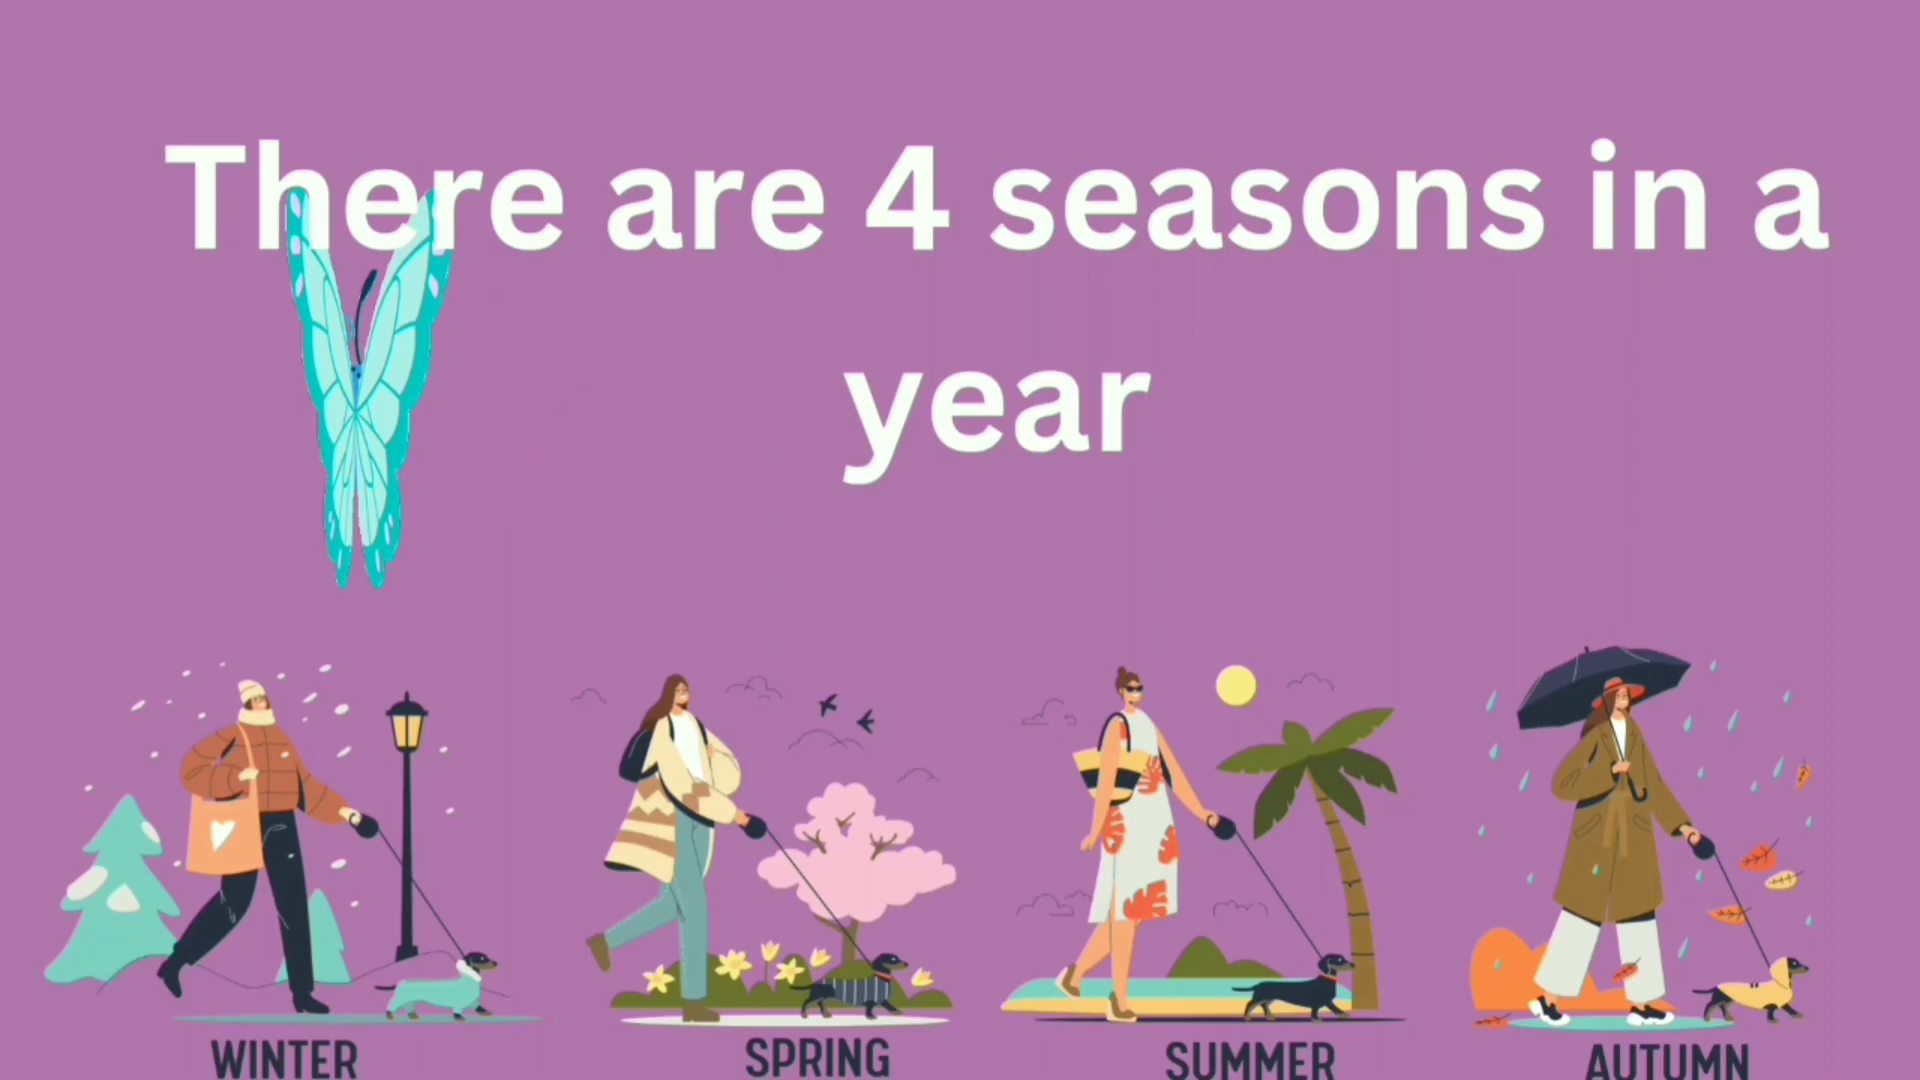 There are 4 seasons in a
year
WINTER
SPRING
SUMMER
AUTUMN